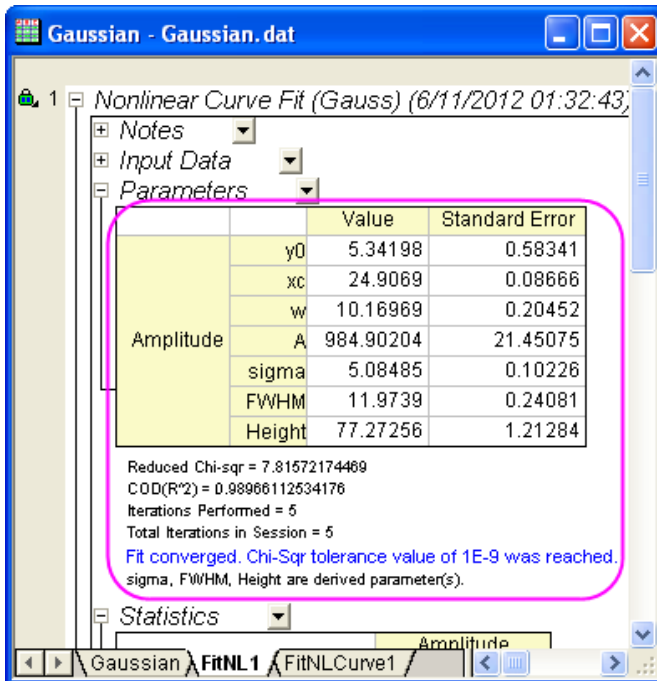 Gaussian - Gaussian.dat
1 Nonlinear Curve Fit (Gauss) (6/11/2012 01:32:43)
Notes
Input Data
Parameters
Value Standard Error
Amplitude
y0 5.34198 0.58341
xc 24.9069 0.08666
w 10.16969 0.20452
A 984.90204 21.45075
sigma 5.08485 0.10226
FWHM 11.9739 0.24081
Height 77.27256 1.21284
Reduced Chi-sqr = 7.81572174469
COD(R^2) = 0.98966112534176
Iterations Performed = 5
Total Iterations in Session = 5
Fit converged. Chi-Sqr tolerance value of 1E-9 was reached.
sigma, FWHM, Height are derived parameter(s).
Statistics
Amplitude
Gaussian FitNL1 FitNLCurve1